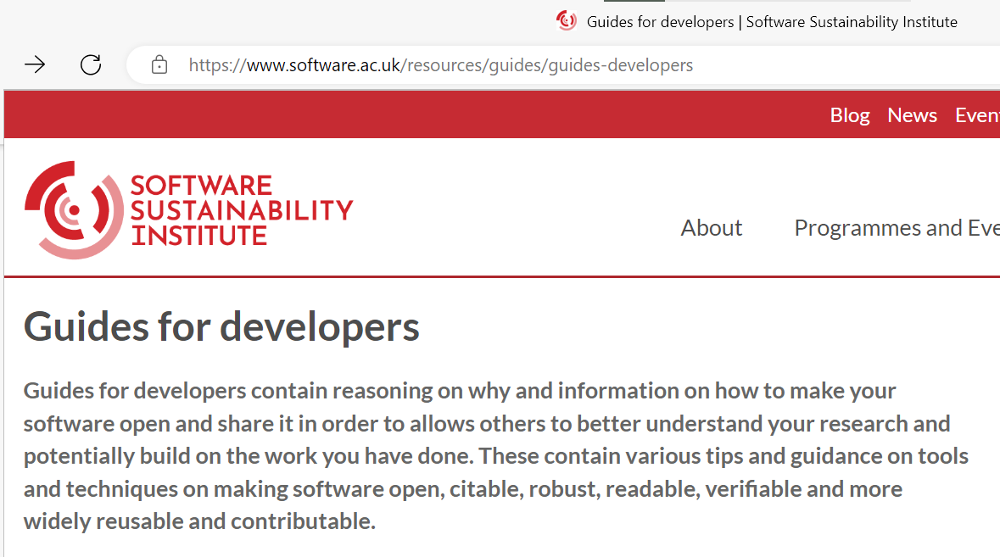 Guides for developers | Software Sustainability Institute
https://www.software.ac.uk/resources/guides/guides-developers
Blog News Even
SOFTWARE
SUSTAINABILITY
INSTITUTE
About Programmes and Eve
Guides for developers
Guides for developers contain reasoning on why and information on how to make your
software open and share it in order to allows others to better understand your research and
potentially build on the work you have done. These contain various tips and guidance on tools
and techniques on making software open, citable, robust, readable, verifiable and more
widely reusable and contributable.